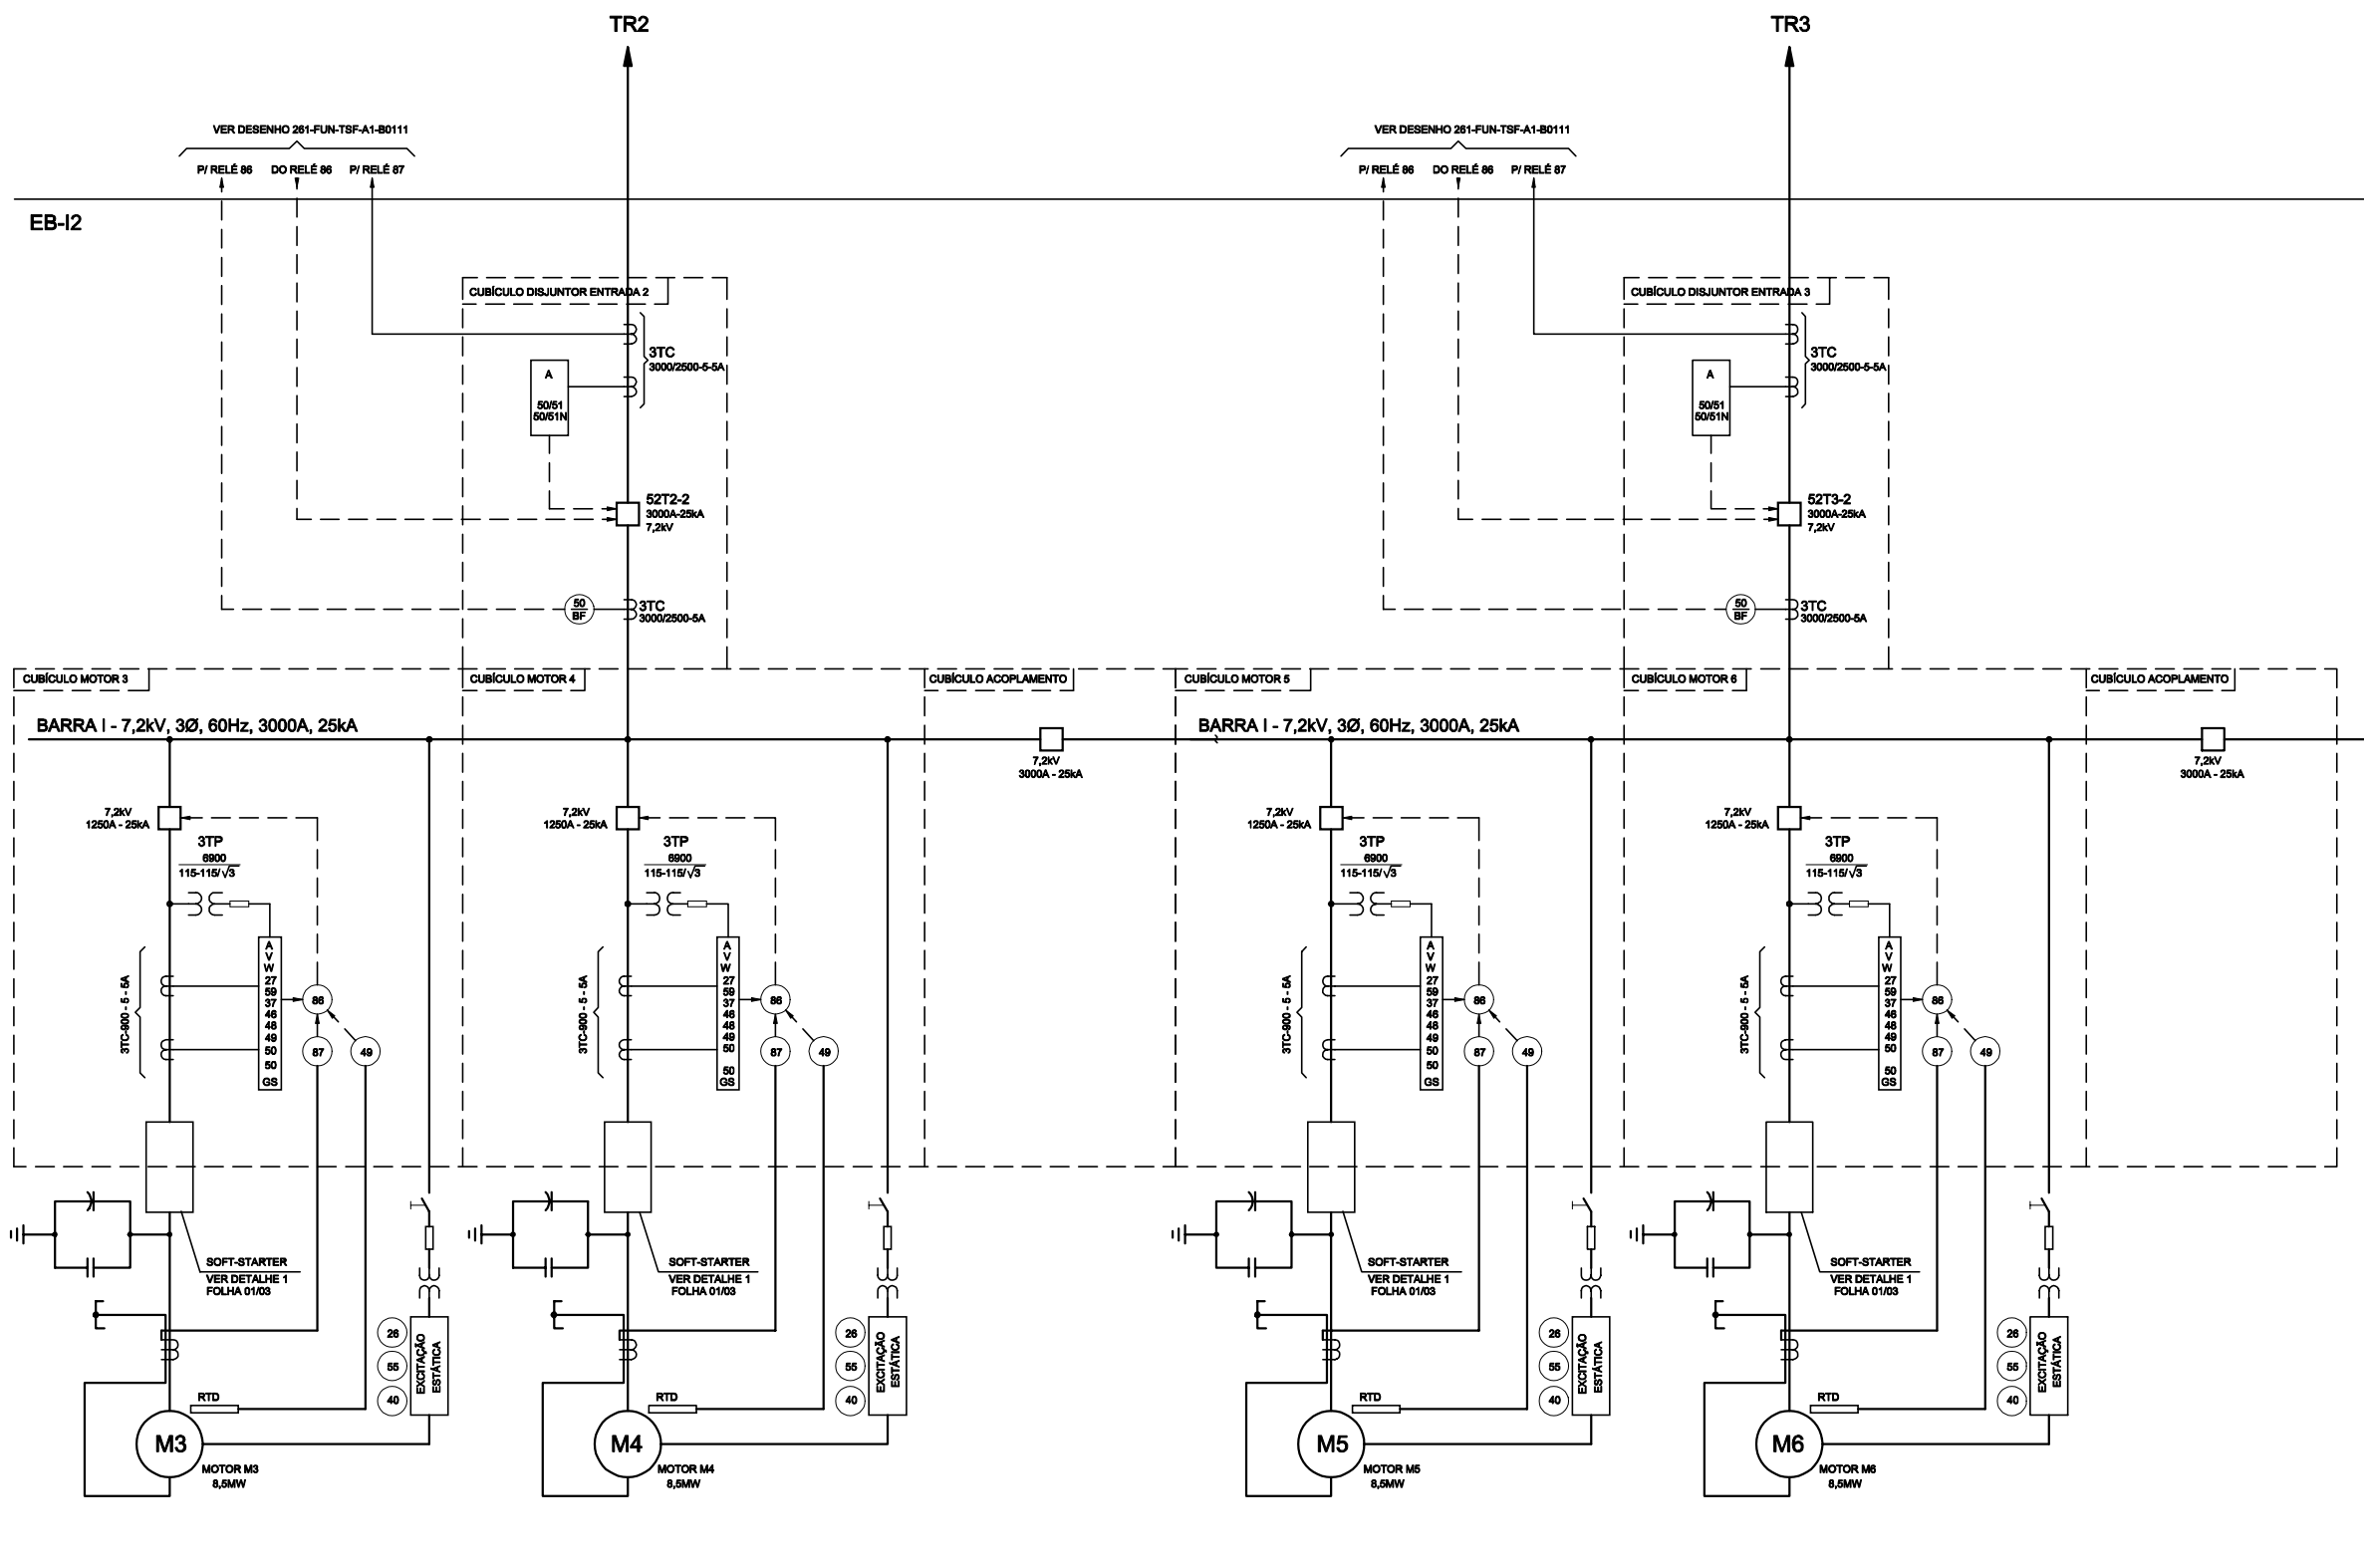 TR2
TR3
VER DESENHO 261-FUN-TSF-A1-B0111
VER DESENHO 261-FUN-TSF-A1-B0111
P/ RELÉ 86
DO RELÉ 86
P/ RELÉ 87
P/ RELÉ 86
DO RELÉ 86
P/ RELÉ 87
EB-I2
CUBÍCULO DISJUNTOR ENTRADA 2
3TC
3000/2500-5-5A
A
50/51
50/51N
52T2-2
3000A-25kA
7,2kV
50
BF
3TC
3000/2500-5A
CUBÍCULO DISJUNTOR ENTRADA 3
3TC
3000/2500-5-5A
A
50/51
50/51N
52T3-2
3000A-25kA
7,2kV
50
BF
3TC
3000/2500-5A
CUBÍCULO MOTOR 3
CUBÍCULO MOTOR 4
CUBÍCULO ACOPLAMENTO
CUBÍCULO MOTOR 5
CUBÍCULO MOTOR 6
CUBÍCULO ACOPLAMENTO
BARRA I - 7,2kV, 3Ø, 60Hz, 3000A, 25kA
BARRA I - 7,2kV, 3Ø, 60Hz, 3000A, 25kA
7,2kV
3000A - 25kA
7,2kV
3000A - 25kA
7,2kV
1250A - 25kA
3TP
6900
115-115/√3
3TC-900 - 5 - 5A
A
V
W
27
59
37
46
48
49
50
50
GS
86
87
49
SOFT-STARTER
VER DETALHE 1
FOLHA 01/03
26
55
40
EXCITAÇÃO
ESTÁTICA
RTD
M3
MOTOR M3
8,5MW
7,2kV
1250A - 25kA
3TP
6900
115-115/√3
3TC-900 - 5 - 5A
A
V
W
27
59
37
46
48
49
50
50
GS
86
87
49
SOFT-STARTER
VER DETALHE 1
FOLHA 01/03
26
55
40
EXCITAÇÃO
ESTÁTICA
RTD
M4
MOTOR M4
8,5MW
7,2kV
1250A - 25kA
3TP
6900
115-115/√3
3TC-900 - 5 - 5A
A
V
W
27
59
37
46
48
49
50
50
GS
86
87
49
SOFT-STARTER
VER DETALHE 1
FOLHA 01/03
26
55
40
EXCITAÇÃO
ESTÁTICA
RTD
M5
MOTOR M5
8,5MW
7,2kV
1250A - 25kA
3TP
6900
115-115/√3
3TC-900 - 5 - 5A
A
V
W
27
59
37
46
48
49
50
50
GS
86
87
49
SOFT-STARTER
VER DETALHE 1
FOLHA 01/03
26
55
40
EXCITAÇÃO
ESTÁTICA
RTD
M6
MOTOR M6
8,5MW